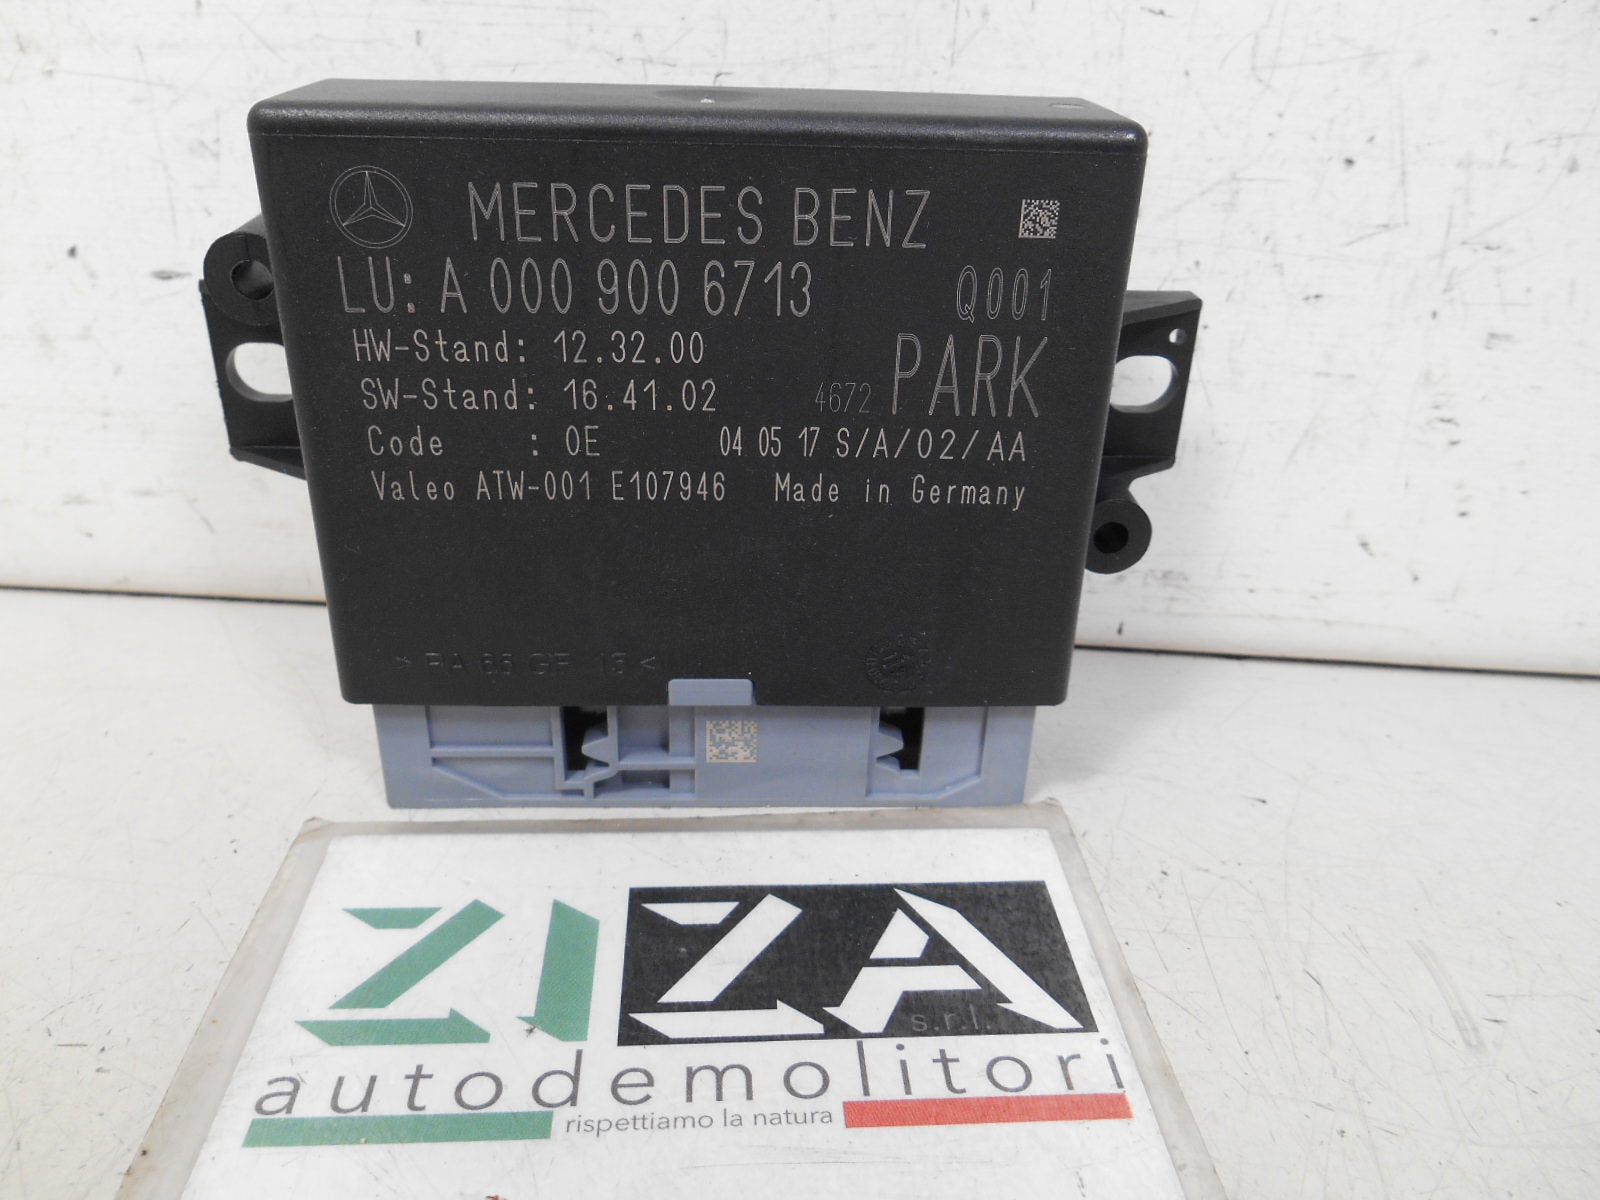 MERCEDES BENZ
LU: A 000 900 6713 Q001
HW-Stand: 12.32.00
SW-Stand: 16.41.02 4672 PARK
Code : 0E 04 05 17 S/A/02/AA
Valeo ATW-001 E107946 Made in Germany
ZIZA
s.r.l.
autodemolitori
rispettiamo la natura